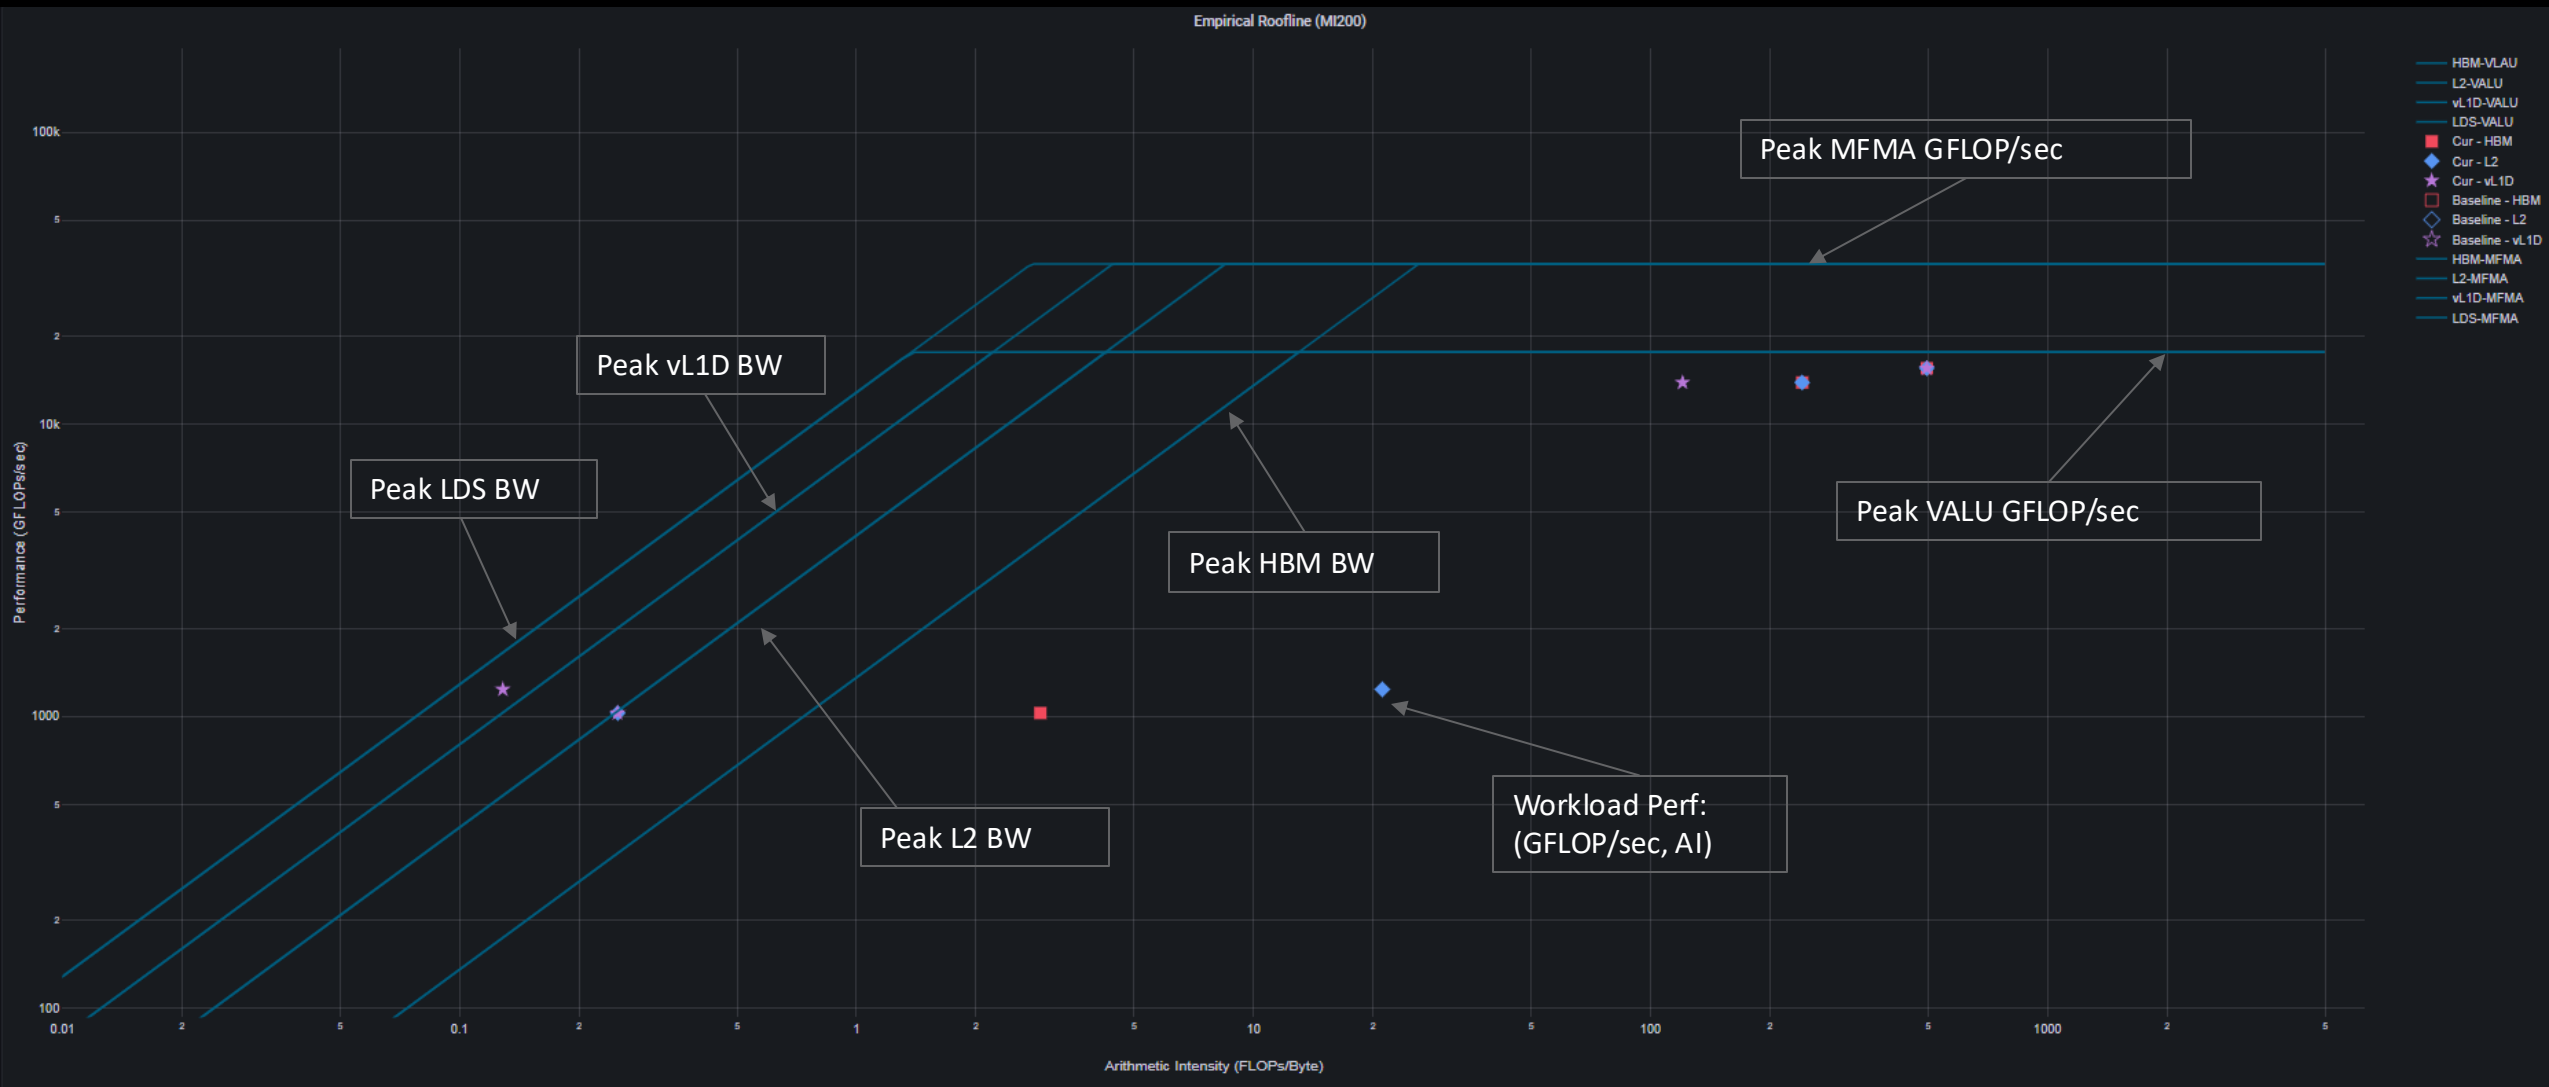 Empirical Roofline (MI200)
HBM-VLAU
L2-VALU
vL1D-VALU
LDS-VALU
Cur - HBM
Cur - L2
Cur - vL1D
Baseline - HBM
Baseline - L2
Baseline - vL1D
HBM-MFMA
L2-MFMA
vL1D-MFMA
LDS-MFMA
Peak MFMA GFLOP/sec
Peak vL1D BW
Peak LDS BW
Peak VALU GFLOP/sec
Peak HBM BW
Peak L2 BW
Workload Perf:
(GFLOP/sec, AI)
Performance (GFLOPs/sec)
100k
5
2
10k
5
2
1000
5
2
100
0.01 2 5 0.1 2 5 1 2 5 10 2 5 100 2 5 1000 2 5
Arithmetic Intensity (FLOPs/Byte)